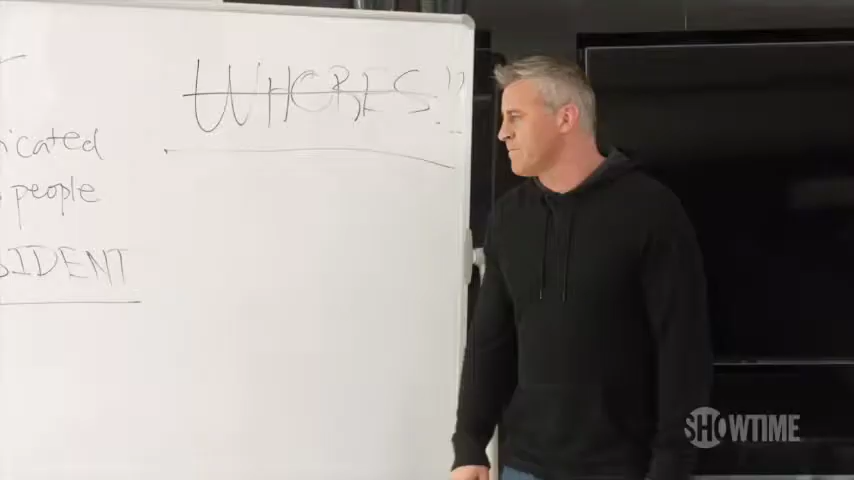 icated
people
SIDENT
WHORES!?
SHOWTIME